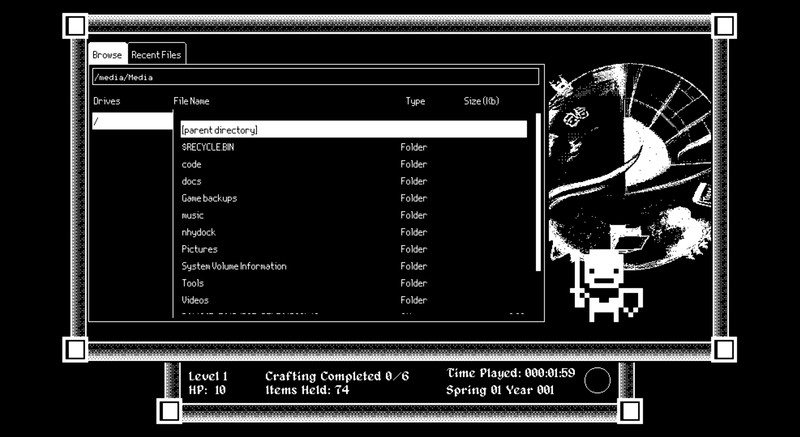 Browse Recent Files
/media/Media
Drives File Name Type Size (Kb)
/
[parent directory]
$RECYCLE.BIN Folder
code Folder
docs Folder
Game backups Folder
music Folder
nhydock Folder
Pictures Folder
System Volume Information Folder
Tools Folder
Videos Folder
Level 1 Crafting Completed 0/6 Time Played: 000:01:59
HP: 10 Items Held: 74 Spring 01 Year 001